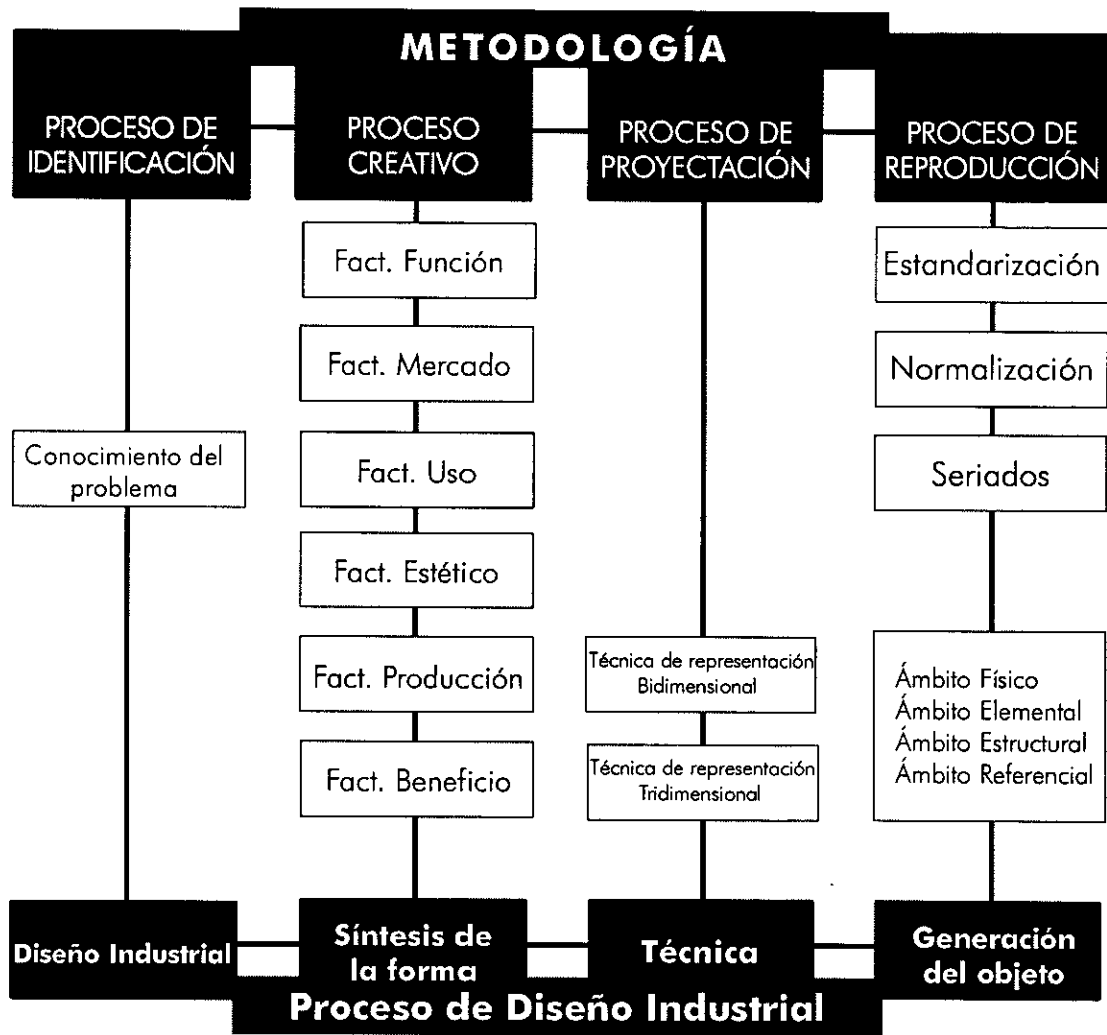 METODOLOGÍA
PROCESO DE
IDENTIFICACIÓN
PROCESO
CREATIVO
PROCESO DE
PROYECTACIÓN
PROCESO DE
REPRODUCCIÓN
Conocimiento del
problema
Fact. Función
Fact. Mercado
Fact. Uso
Fact. Estético
Fact. Producción
Fact. Beneficio
Técnica de representación
Bidimensional
Técnica de representación
Tridimensional
Estandarización
Normalización
Seriados
Ámbito Físico
Ámbito Elemental
Ámbito Estructural
Ámbito Referencial
Diseño Industrial
Síntesis de
la forma
Técnica
Generación
del objeto
Proceso de Diseño Industrial